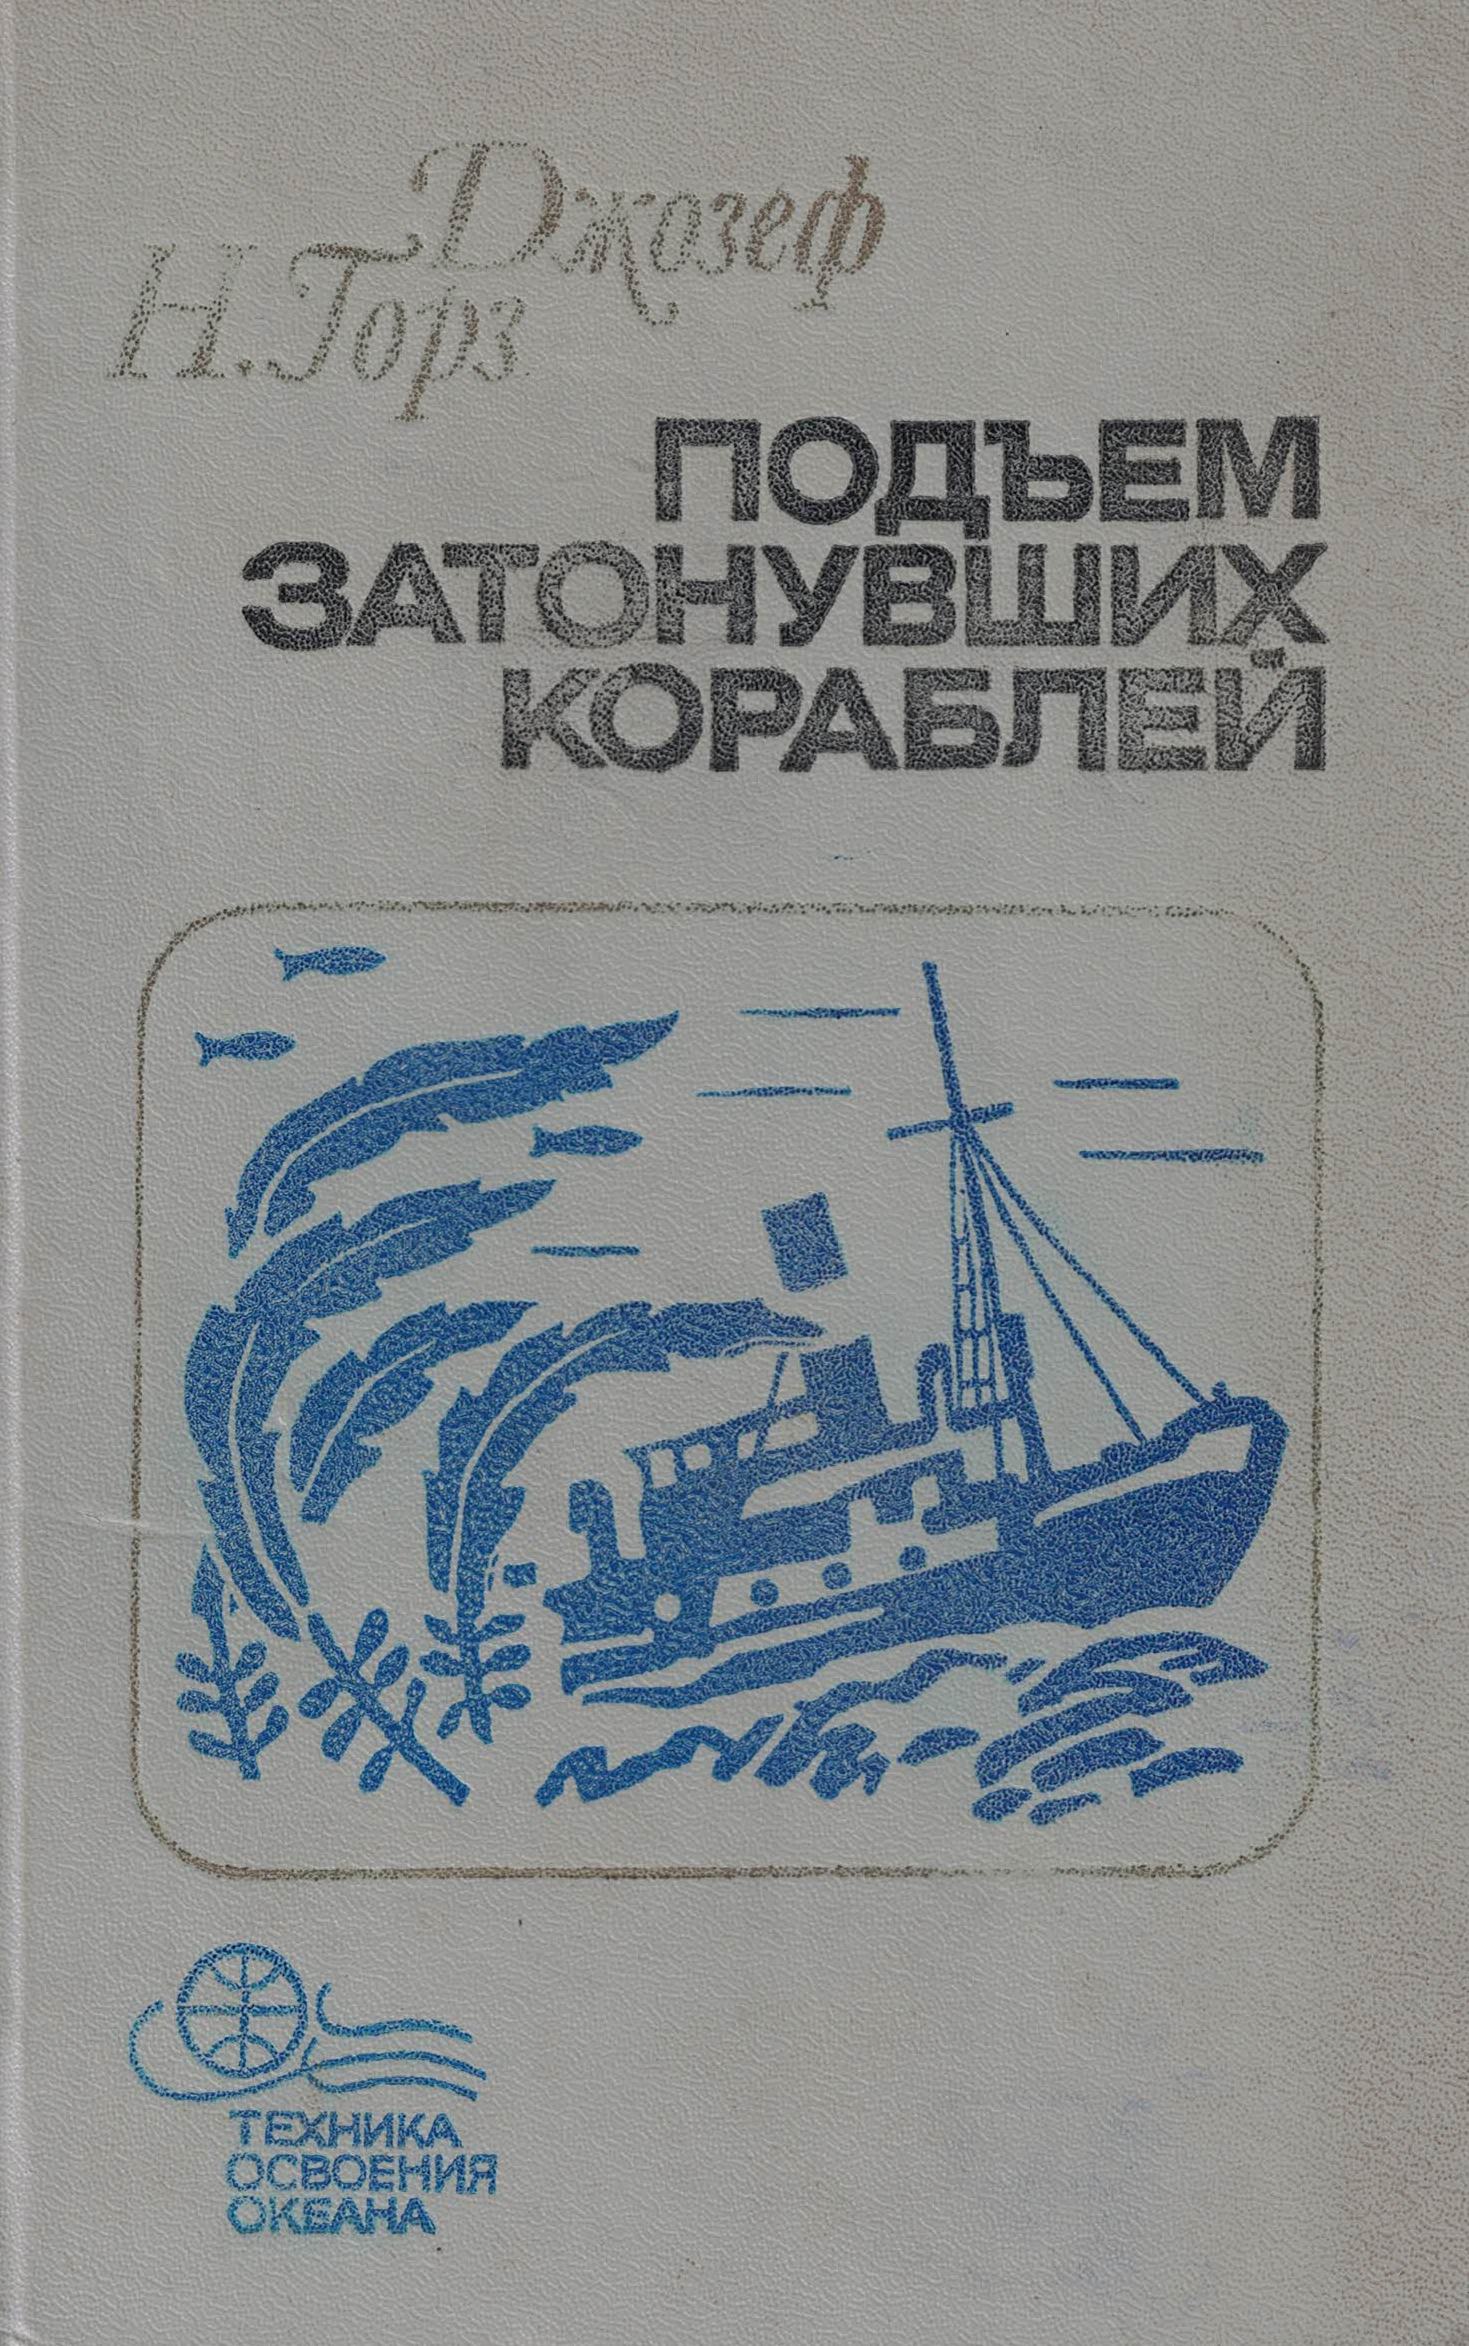 Джозеф
Н. Горз
ПОДЪЕМ
ЗАТОНУВШИХ
КОРАБЛЕЙ
ТЕХНИКА
ОСВОЕНИЯ
ОКЕАНА